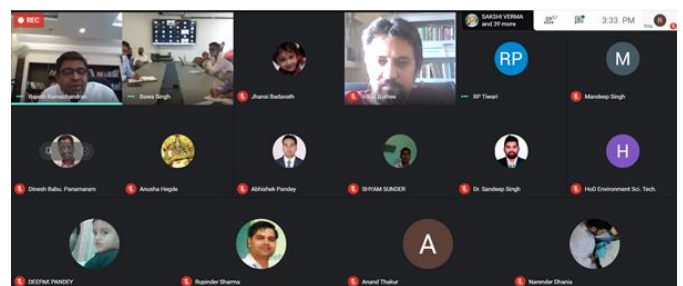 REC
SAKSHI VERMA
and 39 more
3:33 PM
You
R
RP
M
Rajesh Ramachandran
Bawa Singh
Jhansi Badavath
RP Tiwari
Mandeep Singh
H
Dinesh Babu. Panamaram
Anusha Hegde
Abhishek Pandey
SHYAM SUNDER
Dr. Sandeep Singh
HoD Environment Sci. Tech.
A
DEEPAK PANDEY
Rupinder Sharma
Anand Thakur
Narender Dhania